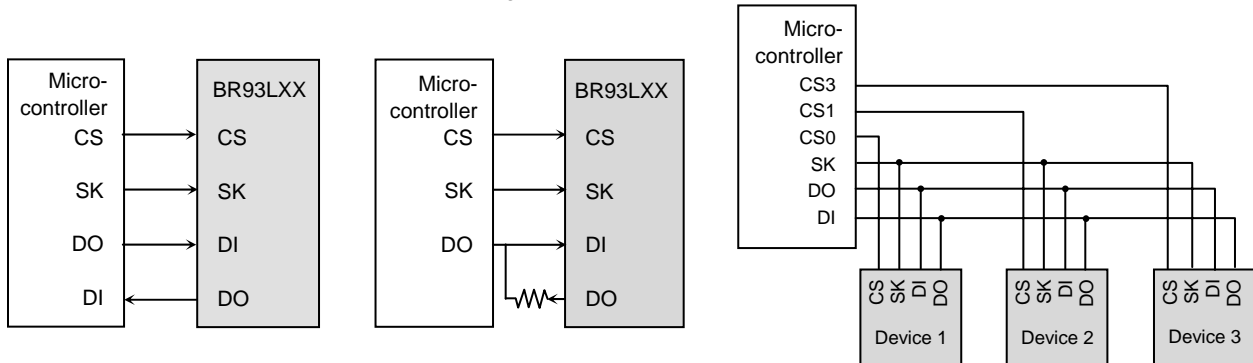 Micro-
controller
CS
SK
DO
DI
BR93LXX
CS
SK
DI
DO
Micro-
controller
CS
SK
DO
BR93LXX
CS
SK
DI
DO
Micro-
controller
CS3
CS1
CS0
SK
DO
DI
CS
SK
DI
DO
Device 1
CS
SK
DI
DO
Device 2
CS
SK
DI
DO
Device 3